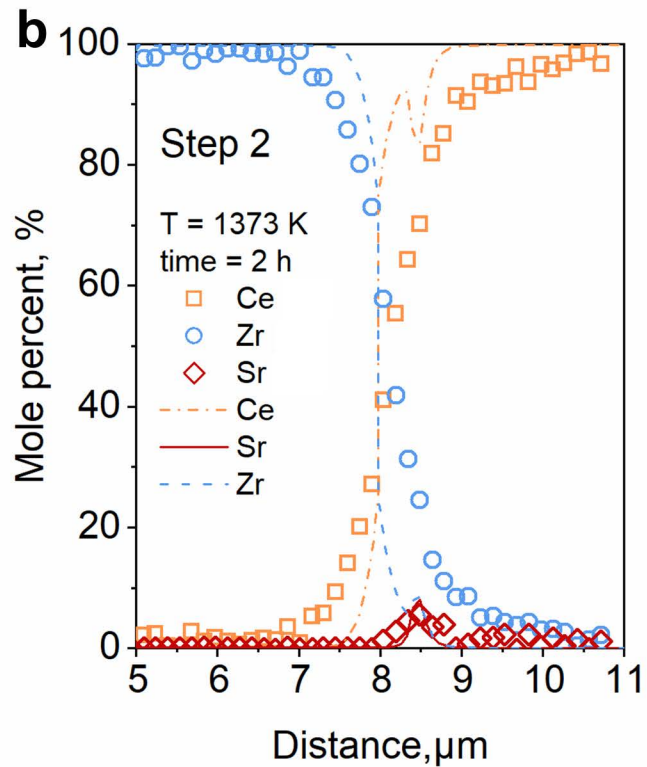 b
100
80
60
40
20
0
Mole percent, %
Step 2
T = 1373 K
time = 2 h
Ce
Zr
Sr
Ce
Sr
Zr
5 6 7 8 9 10 11
Distance,µm